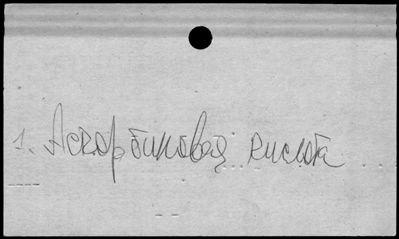 1. Аскорбиновая кислота